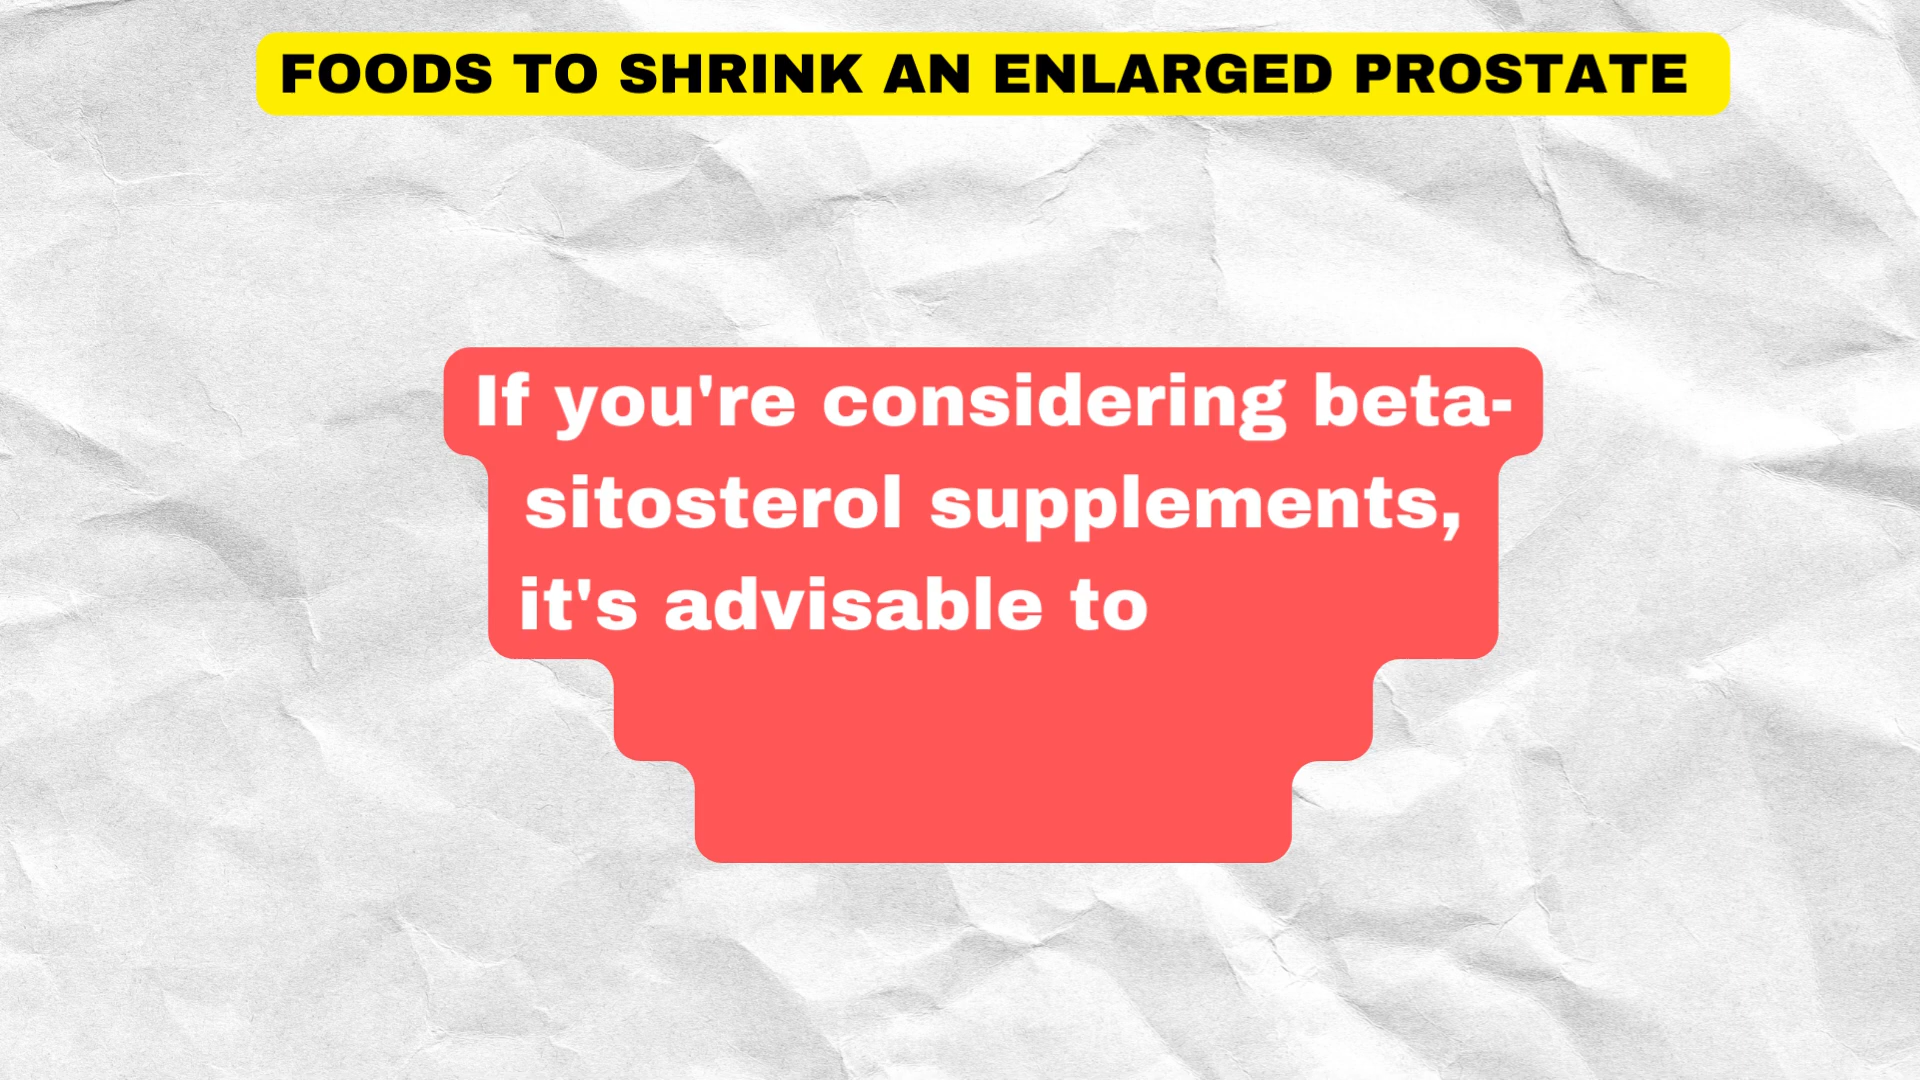 FOODS TO SHRINK AN ENLARGED PROSTATE
If you're considering beta-
sitosterol supplements,
it's advisable to